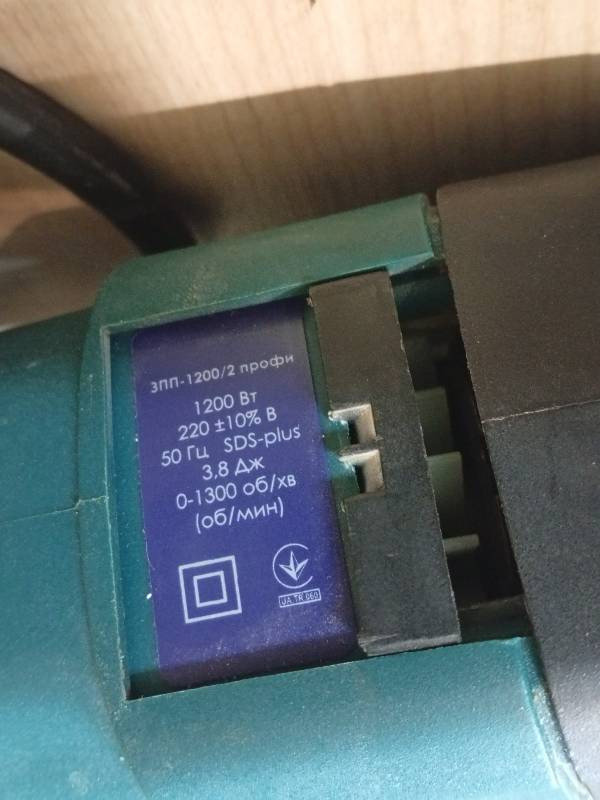 ЗПП-1200/2 профи
1200 Вт
220 ±10% В
50 Гц SDS-plus
3,8 Дж
0-1300 об/хв
(об/мин)
UA.TR.060